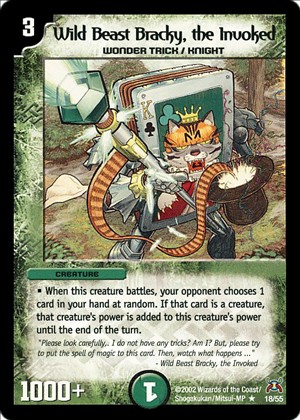 3
Wild Beast Bracky, the Invoked
WONDER TRICK / KNIGHT
K
CREATURE
▪ When this creature battles, your opponent chooses 1
card in your hand at random. If that card is a creature,
that creature's power is added to this creature's power
until the end of the turn.
"Please look carefully.. I do not have any tricks? Am I? But, please try
to put the spell of magic to this card. Then, watch what happens ..."
- Wild Beast Bracky, the Invoked
1000+
1
©2002 Wizards of the Coast/
Shogakukan/Mitsui-MP ★ 18/55